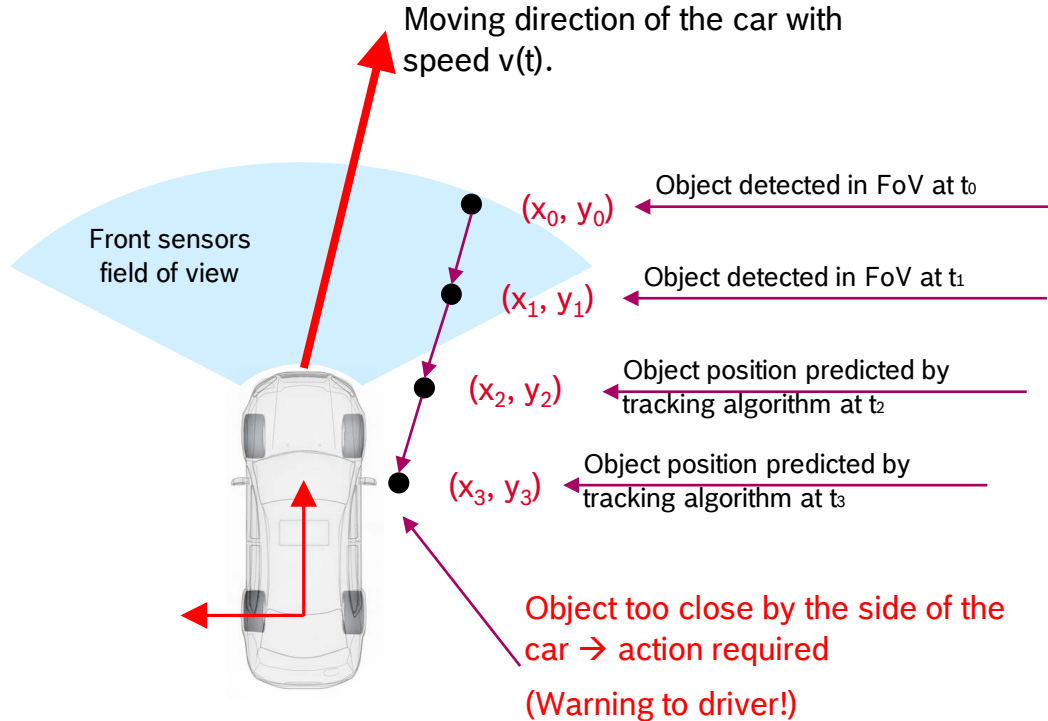 Moving direction of the car with
speed v(t).
Front sensors
field of view
(x₀, y₀)
Object detected in FoV at t₀
(x₁, y₁)
Object detected in FoV at t₁
(x₂, y₂)
Object position predicted by
tracking algorithm at t₂
(x₃, y₃)
Object position predicted by
tracking algorithm at t₃
Object too close by the side of the
car → action required
(Warning to driver!)